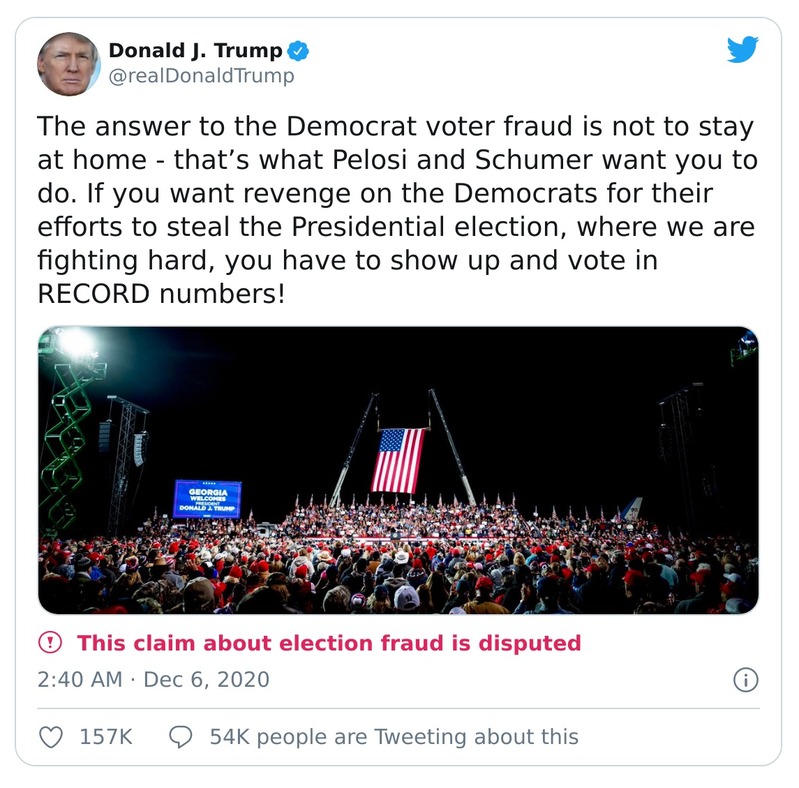 Donald J. Trump
@realDonaldTrump
The answer to the Democrat voter fraud is not to stay
at home - that’s what Pelosi and Schumer want you to
do. If you want revenge on the Democrats for their
efforts to steal the Presidential election, where we are
fighting hard, you have to show up and vote in
RECORD numbers!
GEORGIA
WELCOMES
PRESIDENT
DONALD J. TRUMP
This claim about election fraud is disputed
2:40 AM · Dec 6, 2020
157K
54K people are Tweeting about this